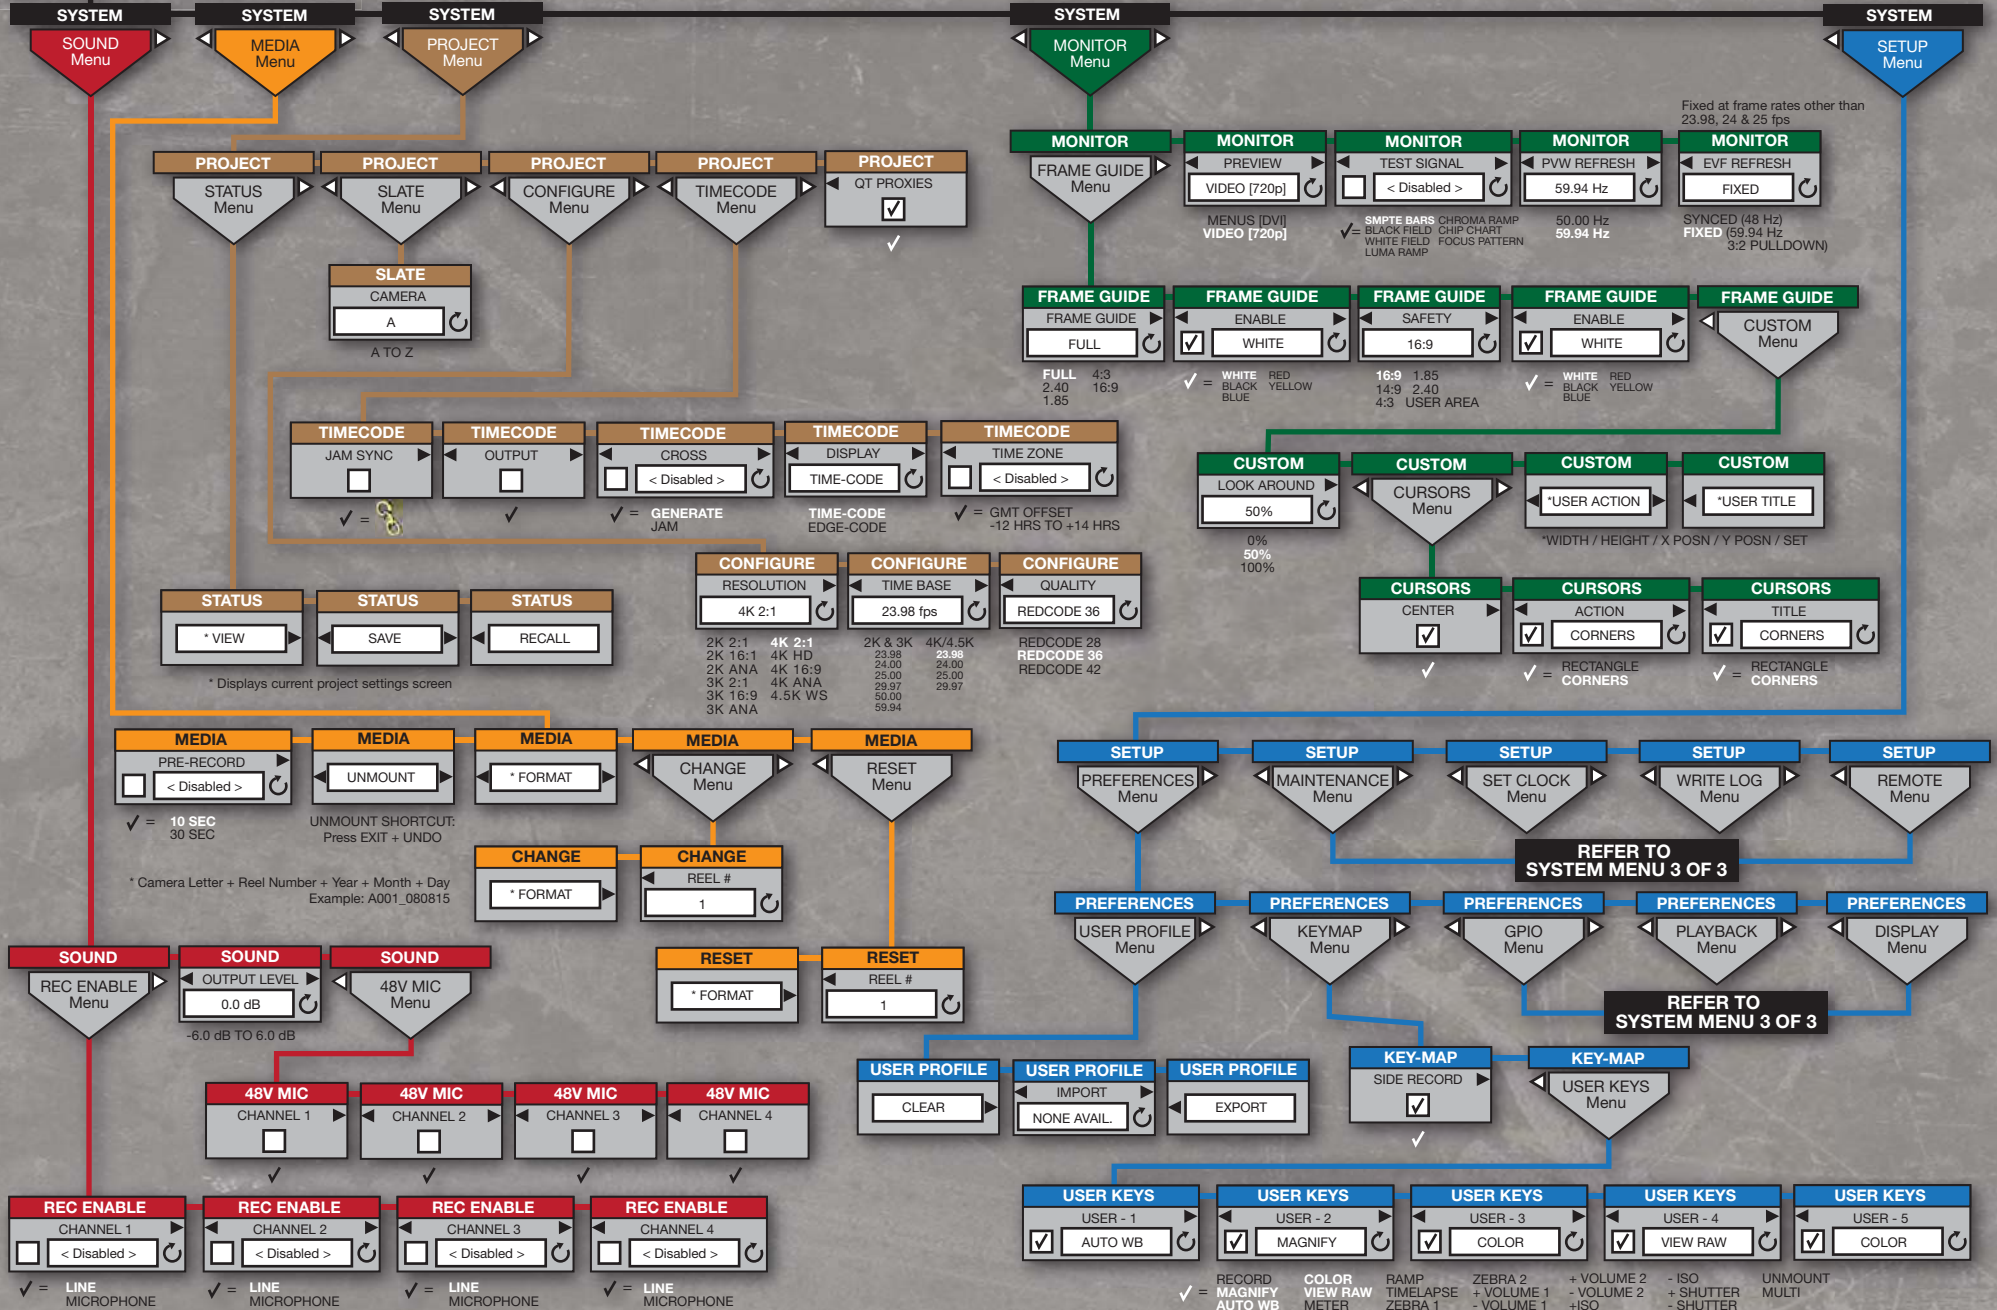 SYSTEM
SOUND
Menu
SYSTEM
MEDIA
Menu
SYSTEM
PROJECT
Menu
SYSTEM
MONITOR
Menu
SYSTEM
SETUP
Menu
Fixed at frame rates other than
23.98, 24 & 25 fps
PROJECT
STATUS
Menu
PROJECT
SLATE
Menu
PROJECT
CONFIGURE
Menu
PROJECT
TIMECODE
Menu
PROJECT
QT PROXIES
MONITOR
FRAME GUIDE
Menu
MONITOR
PREVIEW
VIDEO [720p]
MENUS [DVI]
VIDEO [720p]
MONITOR
TEST SIGNAL
< Disabled >
= SMPTE BARS CHROMA RAMP
BLACK FIELD CHIP CHART
WHITE FIELD FOCUS PATTERN
LUMA RAMP
MONITOR
PVW REFRESH
59.94 Hz
50.00 Hz
59.94 Hz
MONITOR
EVF REFRESH
FIXED
SYNCED (48 Hz)
FIXED (59.94 Hz
3:2 PULLDOWN)
SLATE
CAMERA
A
A TO Z
FRAME GUIDE
FRAME GUIDE
FULL
FULL 4:3
2.40 16:9
1.85
FRAME GUIDE
ENABLE
WHITE
= WHITE RED
BLACK YELLOW
BLUE
FRAME GUIDE
SAFETY
16:9
16:9 1.85
14:9 2.40
4:3 USER AREA
FRAME GUIDE
ENABLE
WHITE
= WHITE RED
BLACK YELLOW
BLUE
FRAME GUIDE
CUSTOM
Menu
TIMECODE
JAM SYNC
=
TIMECODE
OUTPUT
TIMECODE
CROSS
< Disabled >
= GENERATE
JAM
TIMECODE
DISPLAY
TIME-CODE
TIME-CODE
EDGE-CODE
TIMECODE
TIME ZONE
< Disabled >
= GMT OFFSET
-12 HRS TO +14 HRS
CUSTOM
LOOK AROUND
50%
0%
50%
100%
CUSTOM
CURSORS
Menu
CUSTOM
*USER ACTION
CUSTOM
*USER TITLE
*WIDTH / HEIGHT / X POSN / Y POSN / SET
CONFIGURE
RESOLUTION
4K 2:1
2K 2:1 4K 2:1
2K 16:1 4K HD
2K ANA 4K 16:9
3K 2:1 4K ANA
3K 16:9 4.5K WS
3K ANA
CONFIGURE
TIME BASE
23.98 fps
2K & 3K 4K/4.5K
23.98 23.98
24.00 24.00
25.00 25.00
29.97 29.97
50.00
59.94
CONFIGURE
QUALITY
REDCODE 36
REDCODE 28
REDCODE 36
REDCODE 42
STATUS
* VIEW
STATUS
SAVE
STATUS
RECALL
* Displays current project settings screen
CURSORS
CENTER
CURSORS
ACTION
CORNERS
= RECTANGLE
CORNERS
CURSORS
TITLE
CORNERS
= RECTANGLE
CORNERS
MEDIA
PRE-RECORD
< Disabled >
= 10 SEC
30 SEC
MEDIA
UNMOUNT
UNMOUNT SHORTCUT:
Press EXIT + UNDO
MEDIA
* FORMAT
MEDIA
CHANGE
Menu
MEDIA
RESET
Menu
SETUP
PREFERENCES
Menu
SETUP
MAINTENANCE
Menu
SETUP
SET CLOCK
Menu
SETUP
WRITE LOG
Menu
SETUP
REMOTE
Menu
REFER TO
SYSTEM MENU 3 OF 3
CHANGE
* FORMAT
CHANGE
REEL #
1
* Camera Letter + Reel Number + Year + Month + Day
Example: A001_080815
PREFERENCES
USER PROFILE
Menu
PREFERENCES
KEYMAP
Menu
PREFERENCES
GPIO
Menu
PREFERENCES
PLAYBACK
Menu
PREFERENCES
DISPLAY
Menu
REFER TO
SYSTEM MENU 3 OF 3
SOUND
REC ENABLE
Menu
SOUND
OUTPUT LEVEL
0.0 dB
-6.0 dB TO 6.0 dB
SOUND
48V MIC
Menu
RESET
* FORMAT
RESET
REEL #
1
USER PROFILE
CLEAR
USER PROFILE
IMPORT
NONE AVAIL.
USER PROFILE
EXPORT
KEY-MAP
SIDE RECORD
KEY-MAP
USER KEYS
Menu
48V MIC
CHANNEL 1
48V MIC
CHANNEL 2
48V MIC
CHANNEL 3
48V MIC
CHANNEL 4
REC ENABLE
CHANNEL 1
< Disabled >
= LINE
MICROPHONE
REC ENABLE
CHANNEL 2
< Disabled >
= LINE
MICROPHONE
REC ENABLE
CHANNEL 3
< Disabled >
= LINE
MICROPHONE
REC ENABLE
CHANNEL 4
< Disabled >
= LINE
MICROPHONE
USER KEYS
USER - 1
AUTO WB
USER KEYS
USER - 2
MAGNIFY
USER KEYS
USER - 3
COLOR
USER KEYS
USER - 4
VIEW RAW
USER KEYS
USER - 5
COLOR
RECORD COLOR RAMP ZEBRA 2 + VOLUME 2 - ISO UNMOUNT
= MAGNIFY VIEW RAW TIMELAPSE + VOLUME 1 - VOLUME 2 + SHUTTER MULTI
AUTO WB METER ZEBRA 1 - VOLUME 1 +ISO - SHUTTER